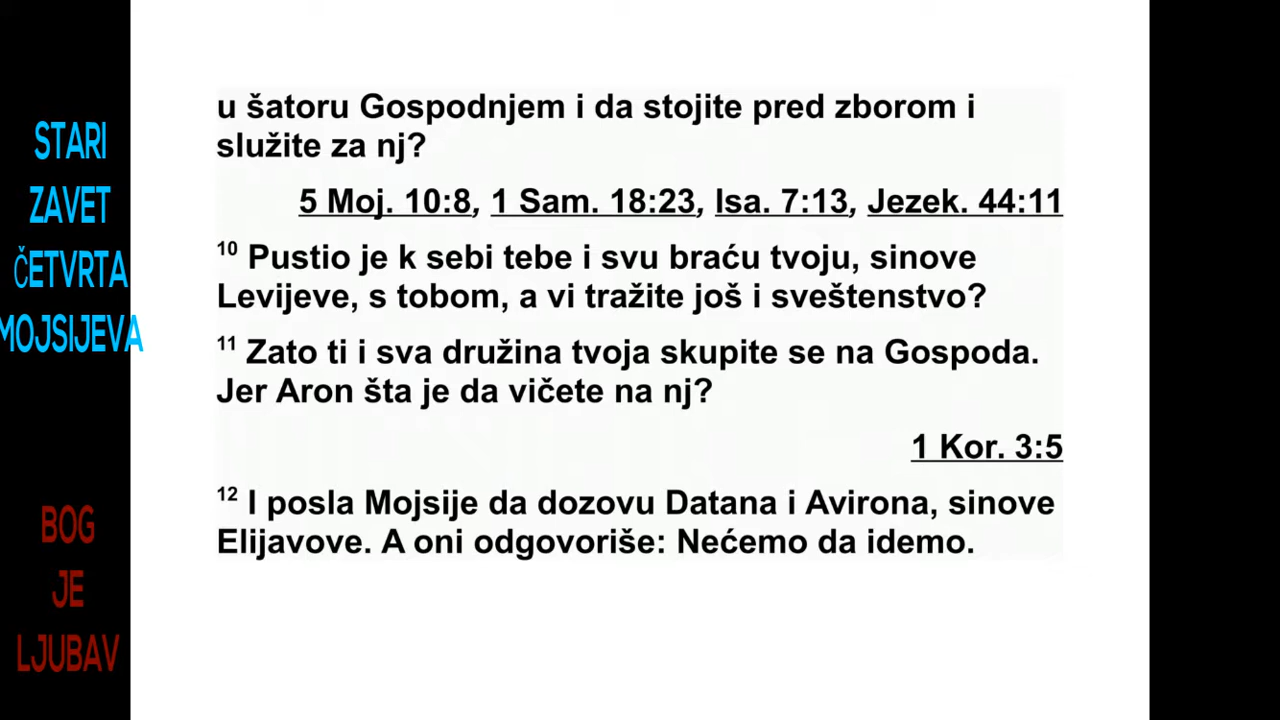 STARI
ZAVET
ČETVRTA
MOJSIJEVA
BOG
JE
LJUBAV
u šatoru Gospodnjem i da stojite pred zborom i
služite za nj?
5 Moj. 10:8, 1 Sam. 18:23, Isa. 7:13, Jezek. 44:11
10 Pustio je k sebi tebe i svu braću tvoju, sinove
Levijeve, s tobom, a vi tražite još i sveštenstvo?
11 Zato ti i sva družina tvoja skupite se na Gospoda.
Jer Aron šta je da vičete na nj?
1 Kor. 3:5
12 I posla Mojsije da dozovu Datana i Avirona, sinove
Elijavove. A oni odgovoriše: Nećemo da idemo.